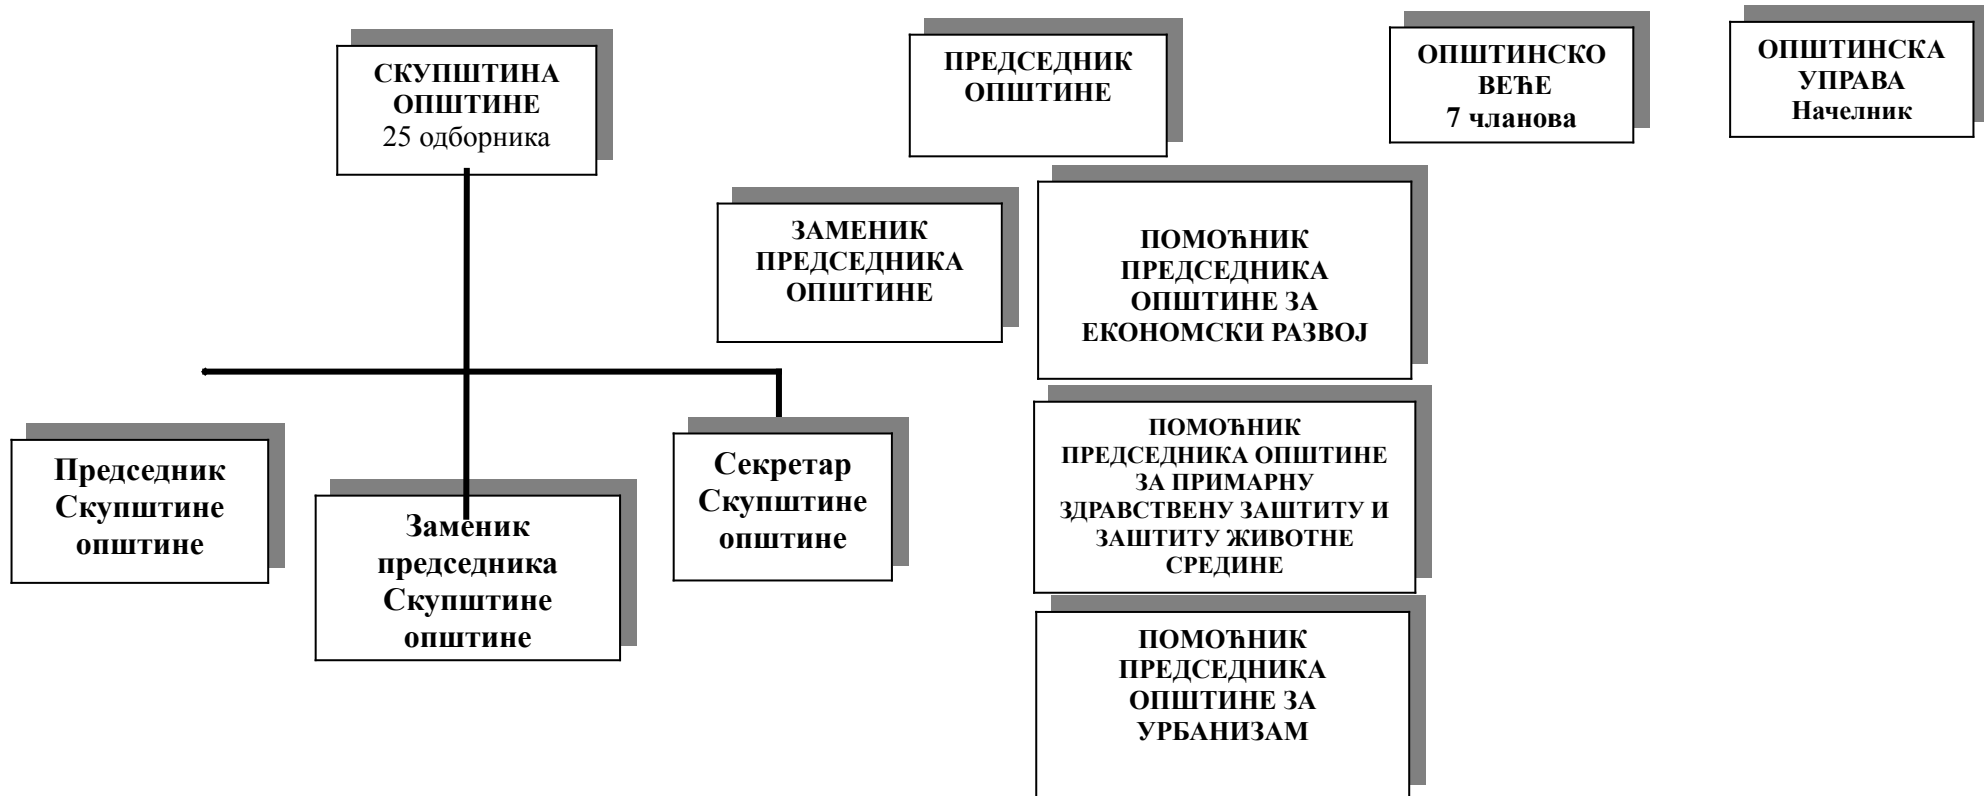 СКУПШТИНА
ОПШТИНЕ
25 одборника
ПРЕДСЕДНИК
ОПШТИНЕ
ОПШТИНСКО
ВЕЋЕ
7 чланова
ОПШТИНСКА
УПРАВА
Начелник
ЗАМЕНИК
ПРЕДСЕДНИКА
ОПШТИНЕ
ПОМОЋНИК
ПРЕДСЕДНИКА
ОПШТИНЕ ЗА
ЕКОНОМСКИ РАЗВОЈ
Председник
Скупштине
општине
Заменик
председника
Скупштине
општине
Секретар
Скупштине
општине
ПОМОЋНИК
ПРЕДСЕДНИКА ОПШТИНЕ
ЗА ПРИМАРНУ
ЗДРАВСТВЕНУ ЗАШТИТУ И
ЗАШТИТУ ЖИВОТНЕ
СРЕДИНЕ
ПОМОЋНИК
ПРЕДСЕДНИКА
ОПШТИНЕ ЗА
УРБАНИЗАМ